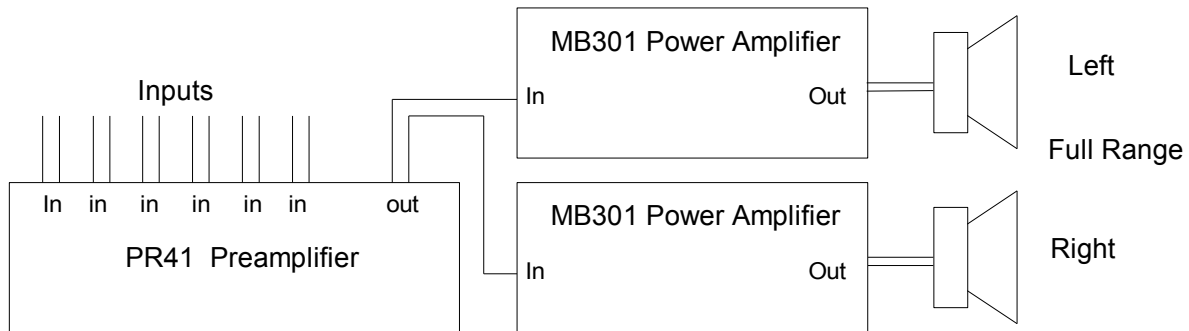 MB301 Power Amplifier
In
Out
Left
Inputs
Full Range
In in in in in in out
PR41 Preamplifier
MB301 Power Amplifier
In
Out
Right